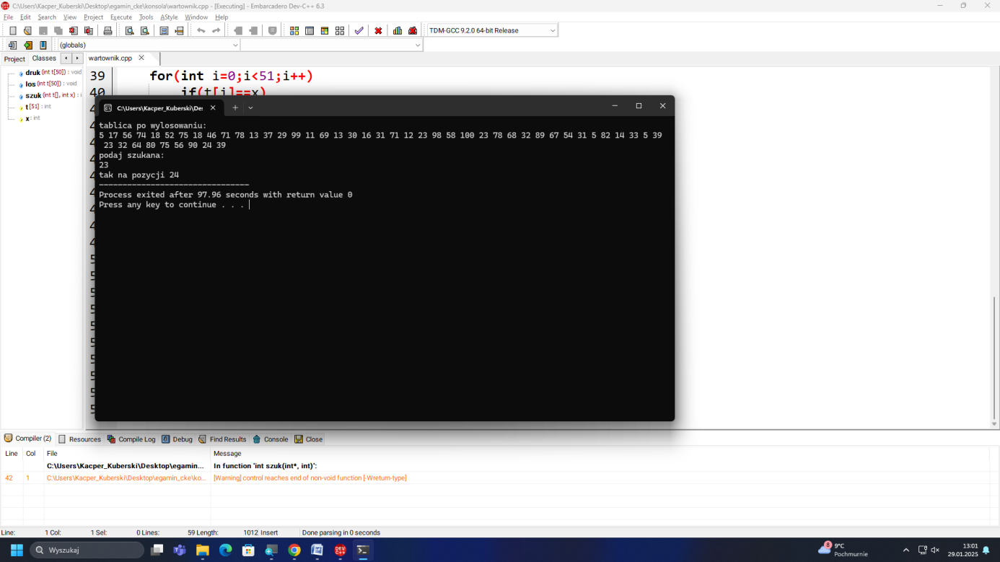 C:\Users\Kacper_Kuberski\Desktop\egamin_cke\konsola\wartownik.cpp - [Executing] - Embarcadero Dev-C++ 6.3
File Edit Search View Project Execute Tools AStyle Window Help
TDM-GCC 9.2.0 64-bit Release
(globals)
Project Classes wartownik.cpp
druk (int t[50]) : void
los (int t[50]) : void
szuk (int t[], int x) : i
t [51] : int
x : int
39 for(int i=0;i<51;i++)
40 if(t[i]==x)
C:\Users\Kacper_Kuberski\De:
tablica po wylosowaniu:
5 17 56 74 18 52 75 18 46 71 78 13 37 29 99 11 69 13 30 16 31 71 12 23 98 58 100 23 78 68 32 89 67 54 31 5 82 14 33 5 39
23 32 64 80 75 56 90 24 39
podaj szukana:
23
tak na pozycji 24
--------------------------------
Process exited after 97.96 seconds with return value 0
Press any key to continue . . .
Compiler (2) Resources Compile Log Debug Find Results Console Close
Line Col File Message
C:\Users\Kacper_Kuberski\Desktop\egamin... In function 'int szuk(int*, int)':
42 1 C:\Users\Kacper_Kuberski\Desktop\egamin_cke\ko... [Warning] control reaches end of non-void function [-Wreturn-type]
Line: 1 Col: 1 Sel: 0 Lines: 59 Length: 1012 Insert Done parsing in 0 seconds
Wyszukaj
8
9°C
Pochmurnie
13:01
29.01.2025